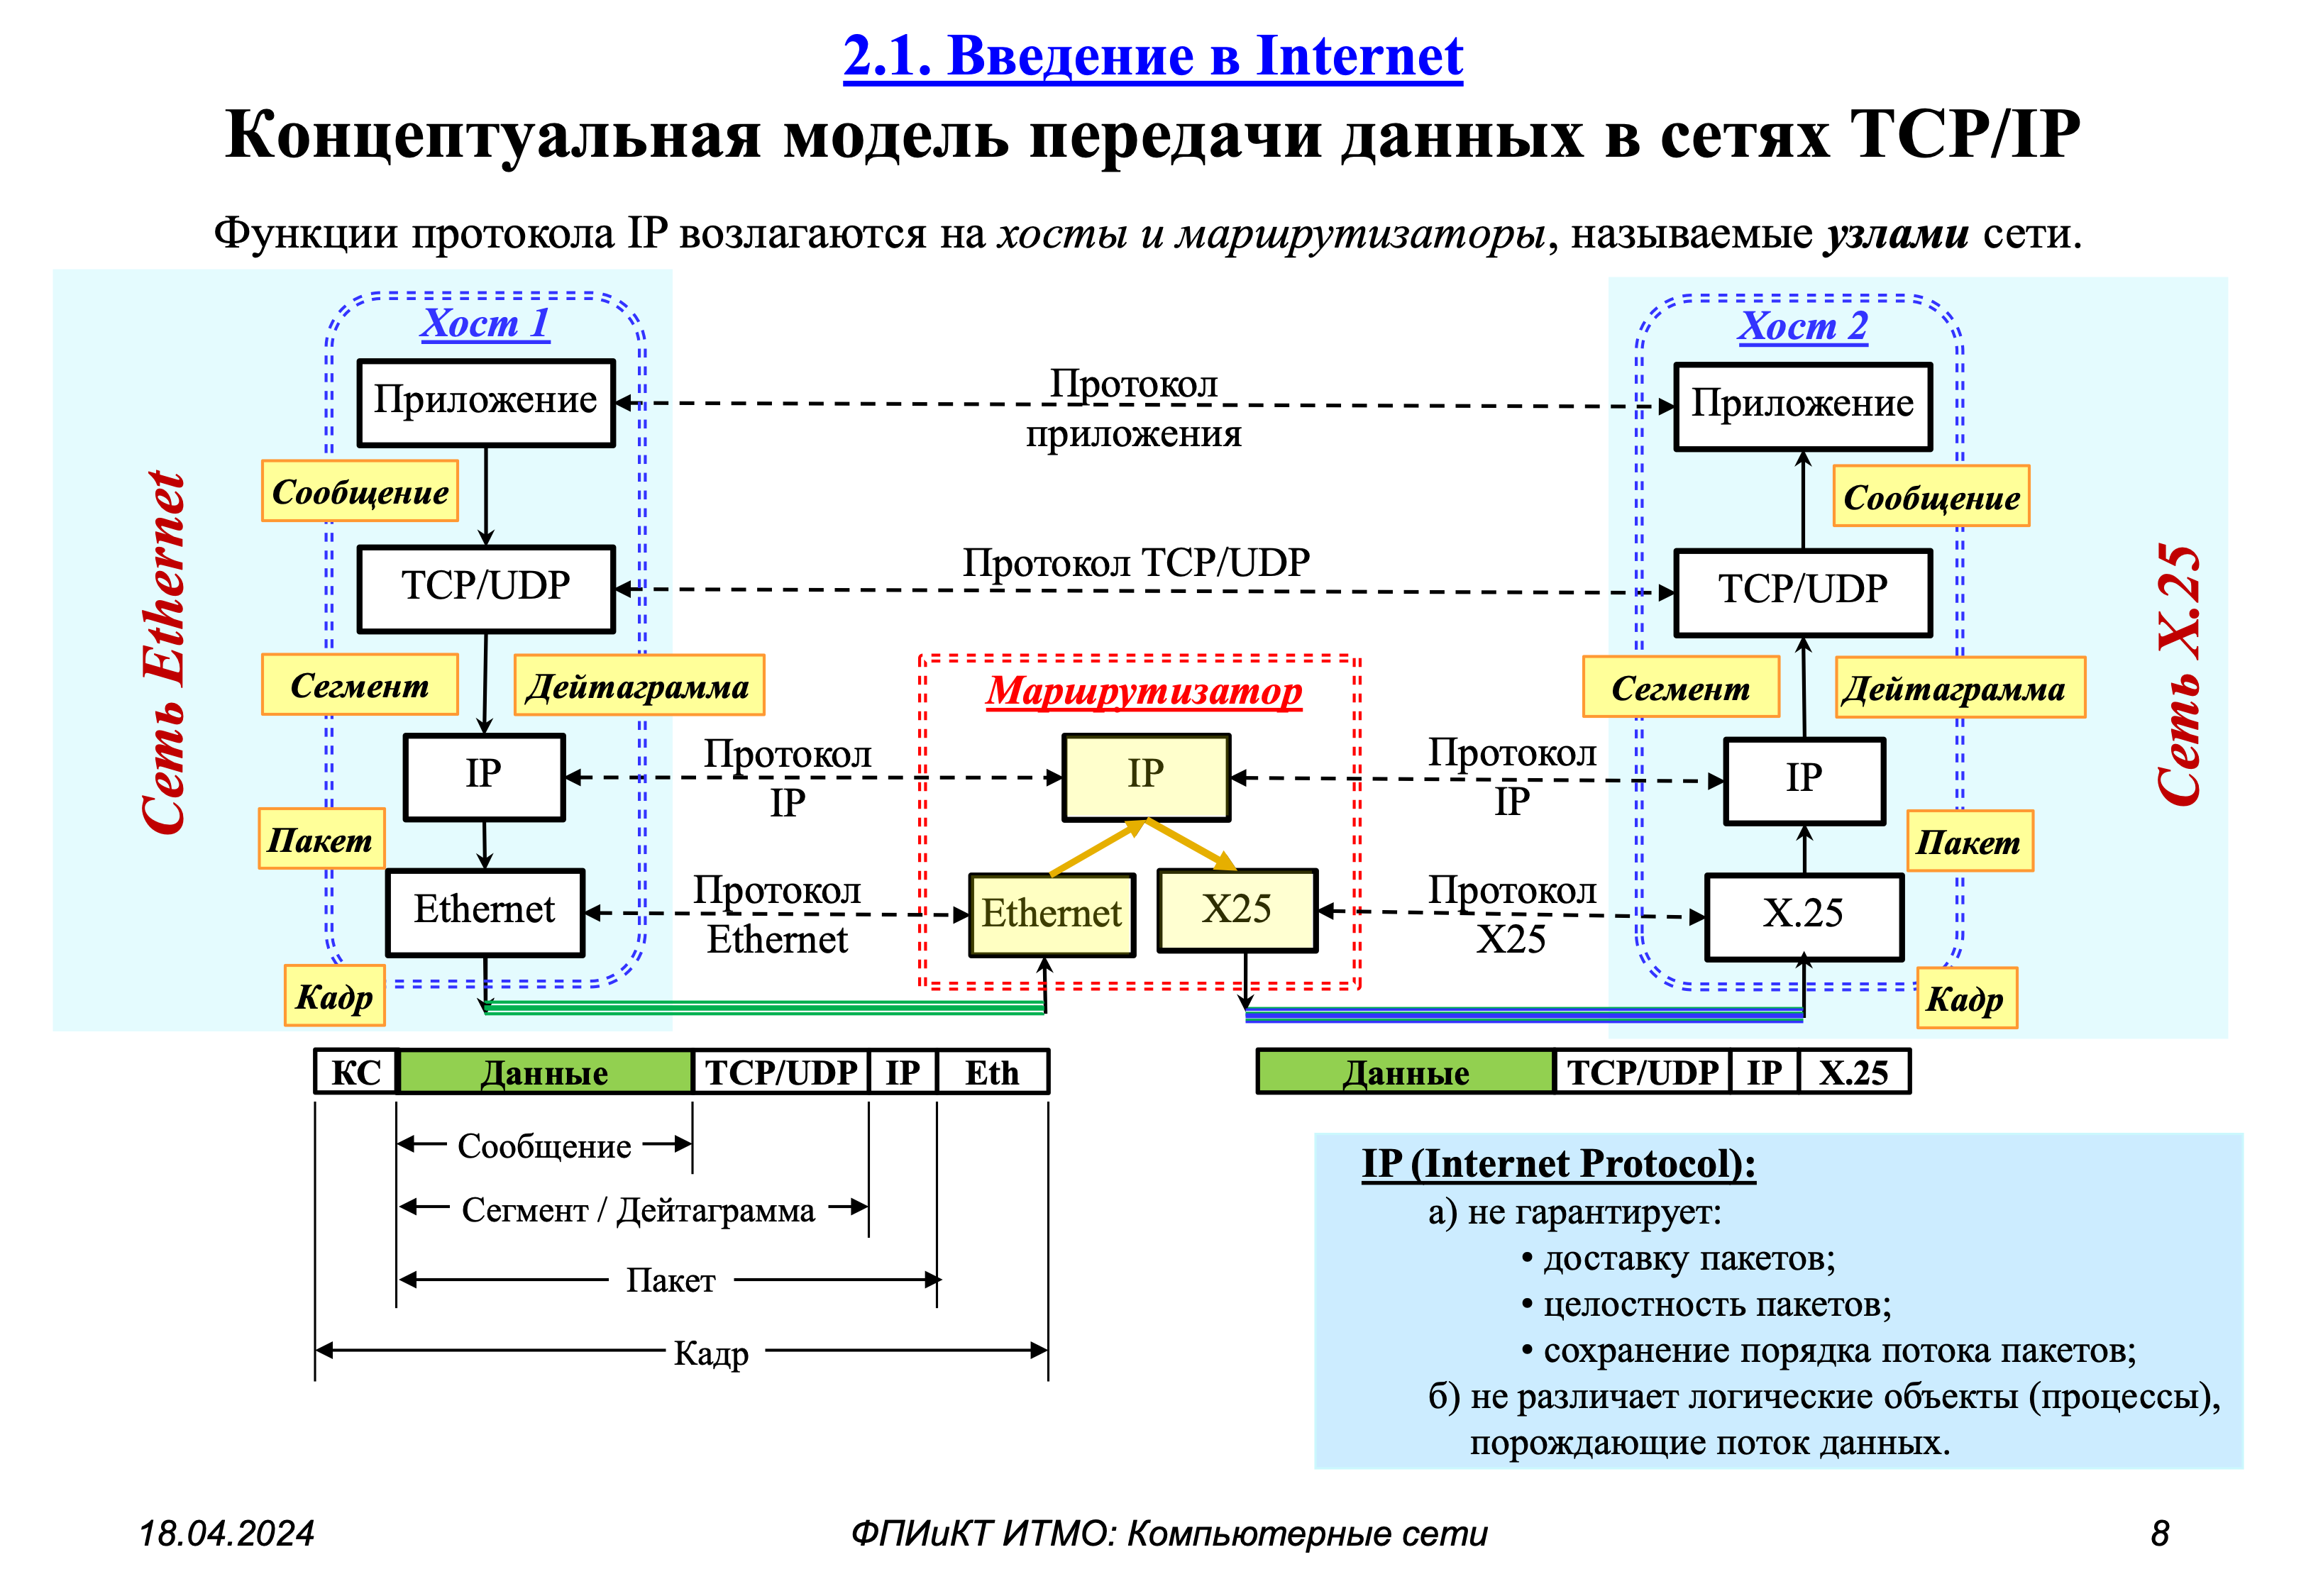 2.1. Введение в Internet
Концептуальная модель передачи данных в сетях TCP/IP
Функции протокола IP возлагаются на хосты и маршрутизаторы, называемые узлами сети.
Сеть Ethernet
Хост 1
Приложение
Сообщение
TCP/UDP
Сегмент
Дейтаграмма
IP
Пакет
Ethernet
Кадр
Протокол
приложения
Протокол TCP/UDP
Протокол
IP
Протокол
Ethernet
Маршрутизатор
IP
Ethernet
X25
Протокол
IP
Протокол
X25
Хост 2
Приложение
Сообщение
TCP/UDP
Сегмент
Дейтаграмма
IP
Пакет
X.25
Кадр
Сеть X.25
КС Данные TCP/UDP IP Eth
Сообщение
Сегмент / Дейтаграмма
Пакет
Кадр
Данные TCP/UDP IP X.25
IP (Internet Protocol):
а) не гарантирует:
• доставку пакетов;
• целостность пакетов;
• сохранение порядка потока пакетов;
б) не различает логические объекты (процессы),
порождающие поток данных.
18.04.2024
ФПИиКТ ИТМО: Компьютерные сети
8